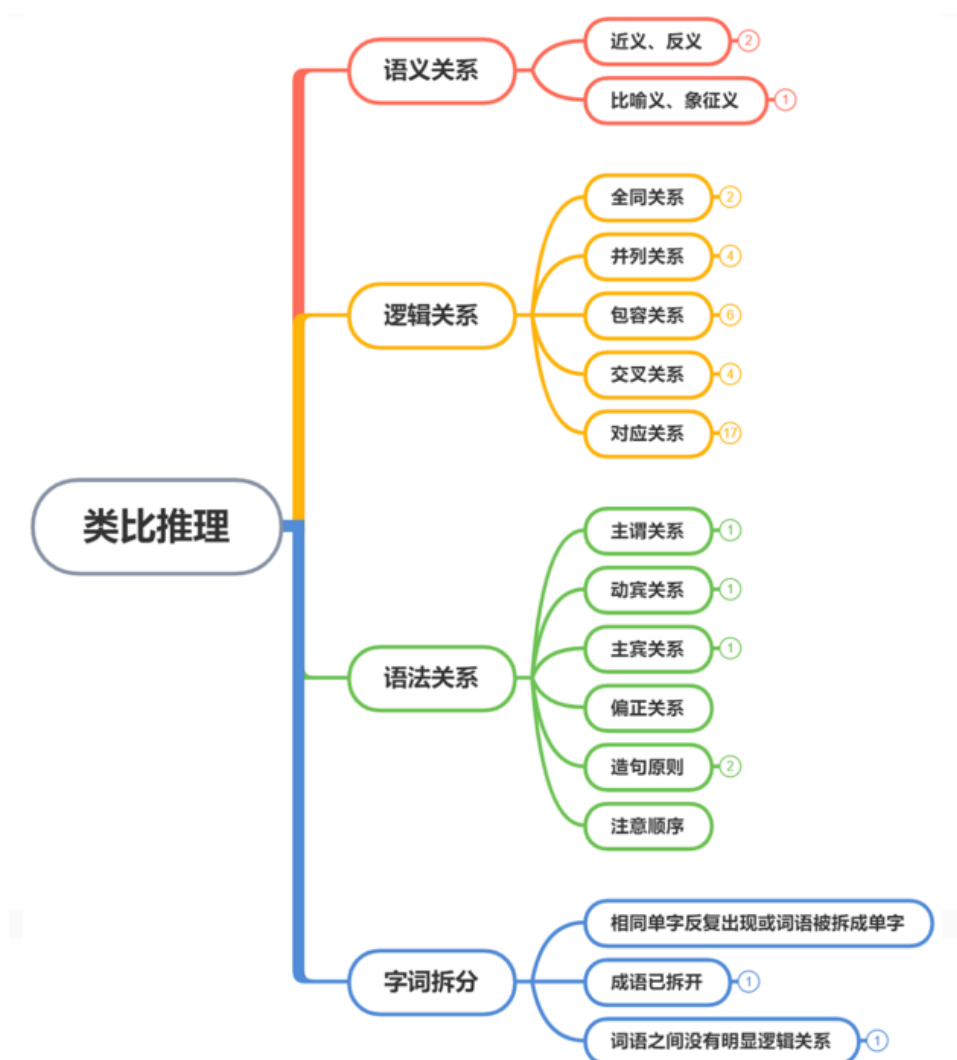 类比推理
语义关系
近义、反义
2
比喻义、象征义
1
逻辑关系
全同关系
2
并列关系
4
包容关系
6
交叉关系
4
对应关系
17
语法关系
主谓关系
1
动宾关系
1
主宾关系
1
偏正关系
造句原则
2
注意顺序
字词拆分
相同单字反复出现或词语被拆成单字
成语已拆开
1
词语之间没有明显逻辑关系
1